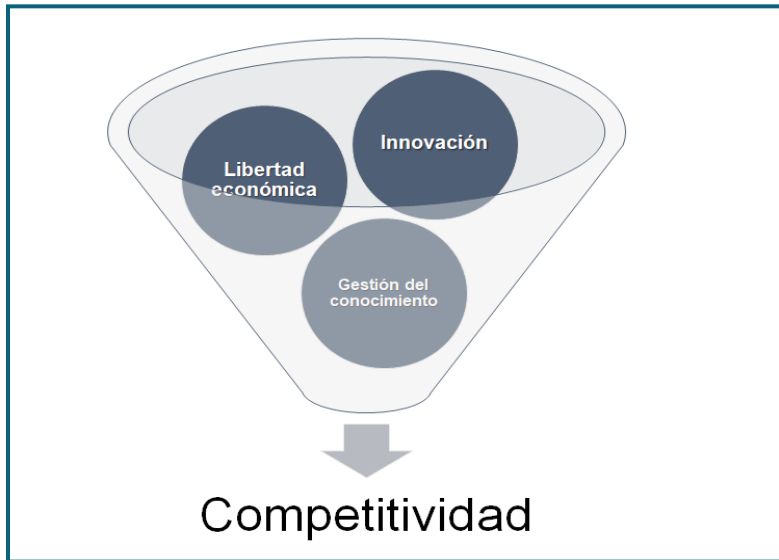 Innovación
Libertad
económica
Gestión del
conocimiento
Competitividad